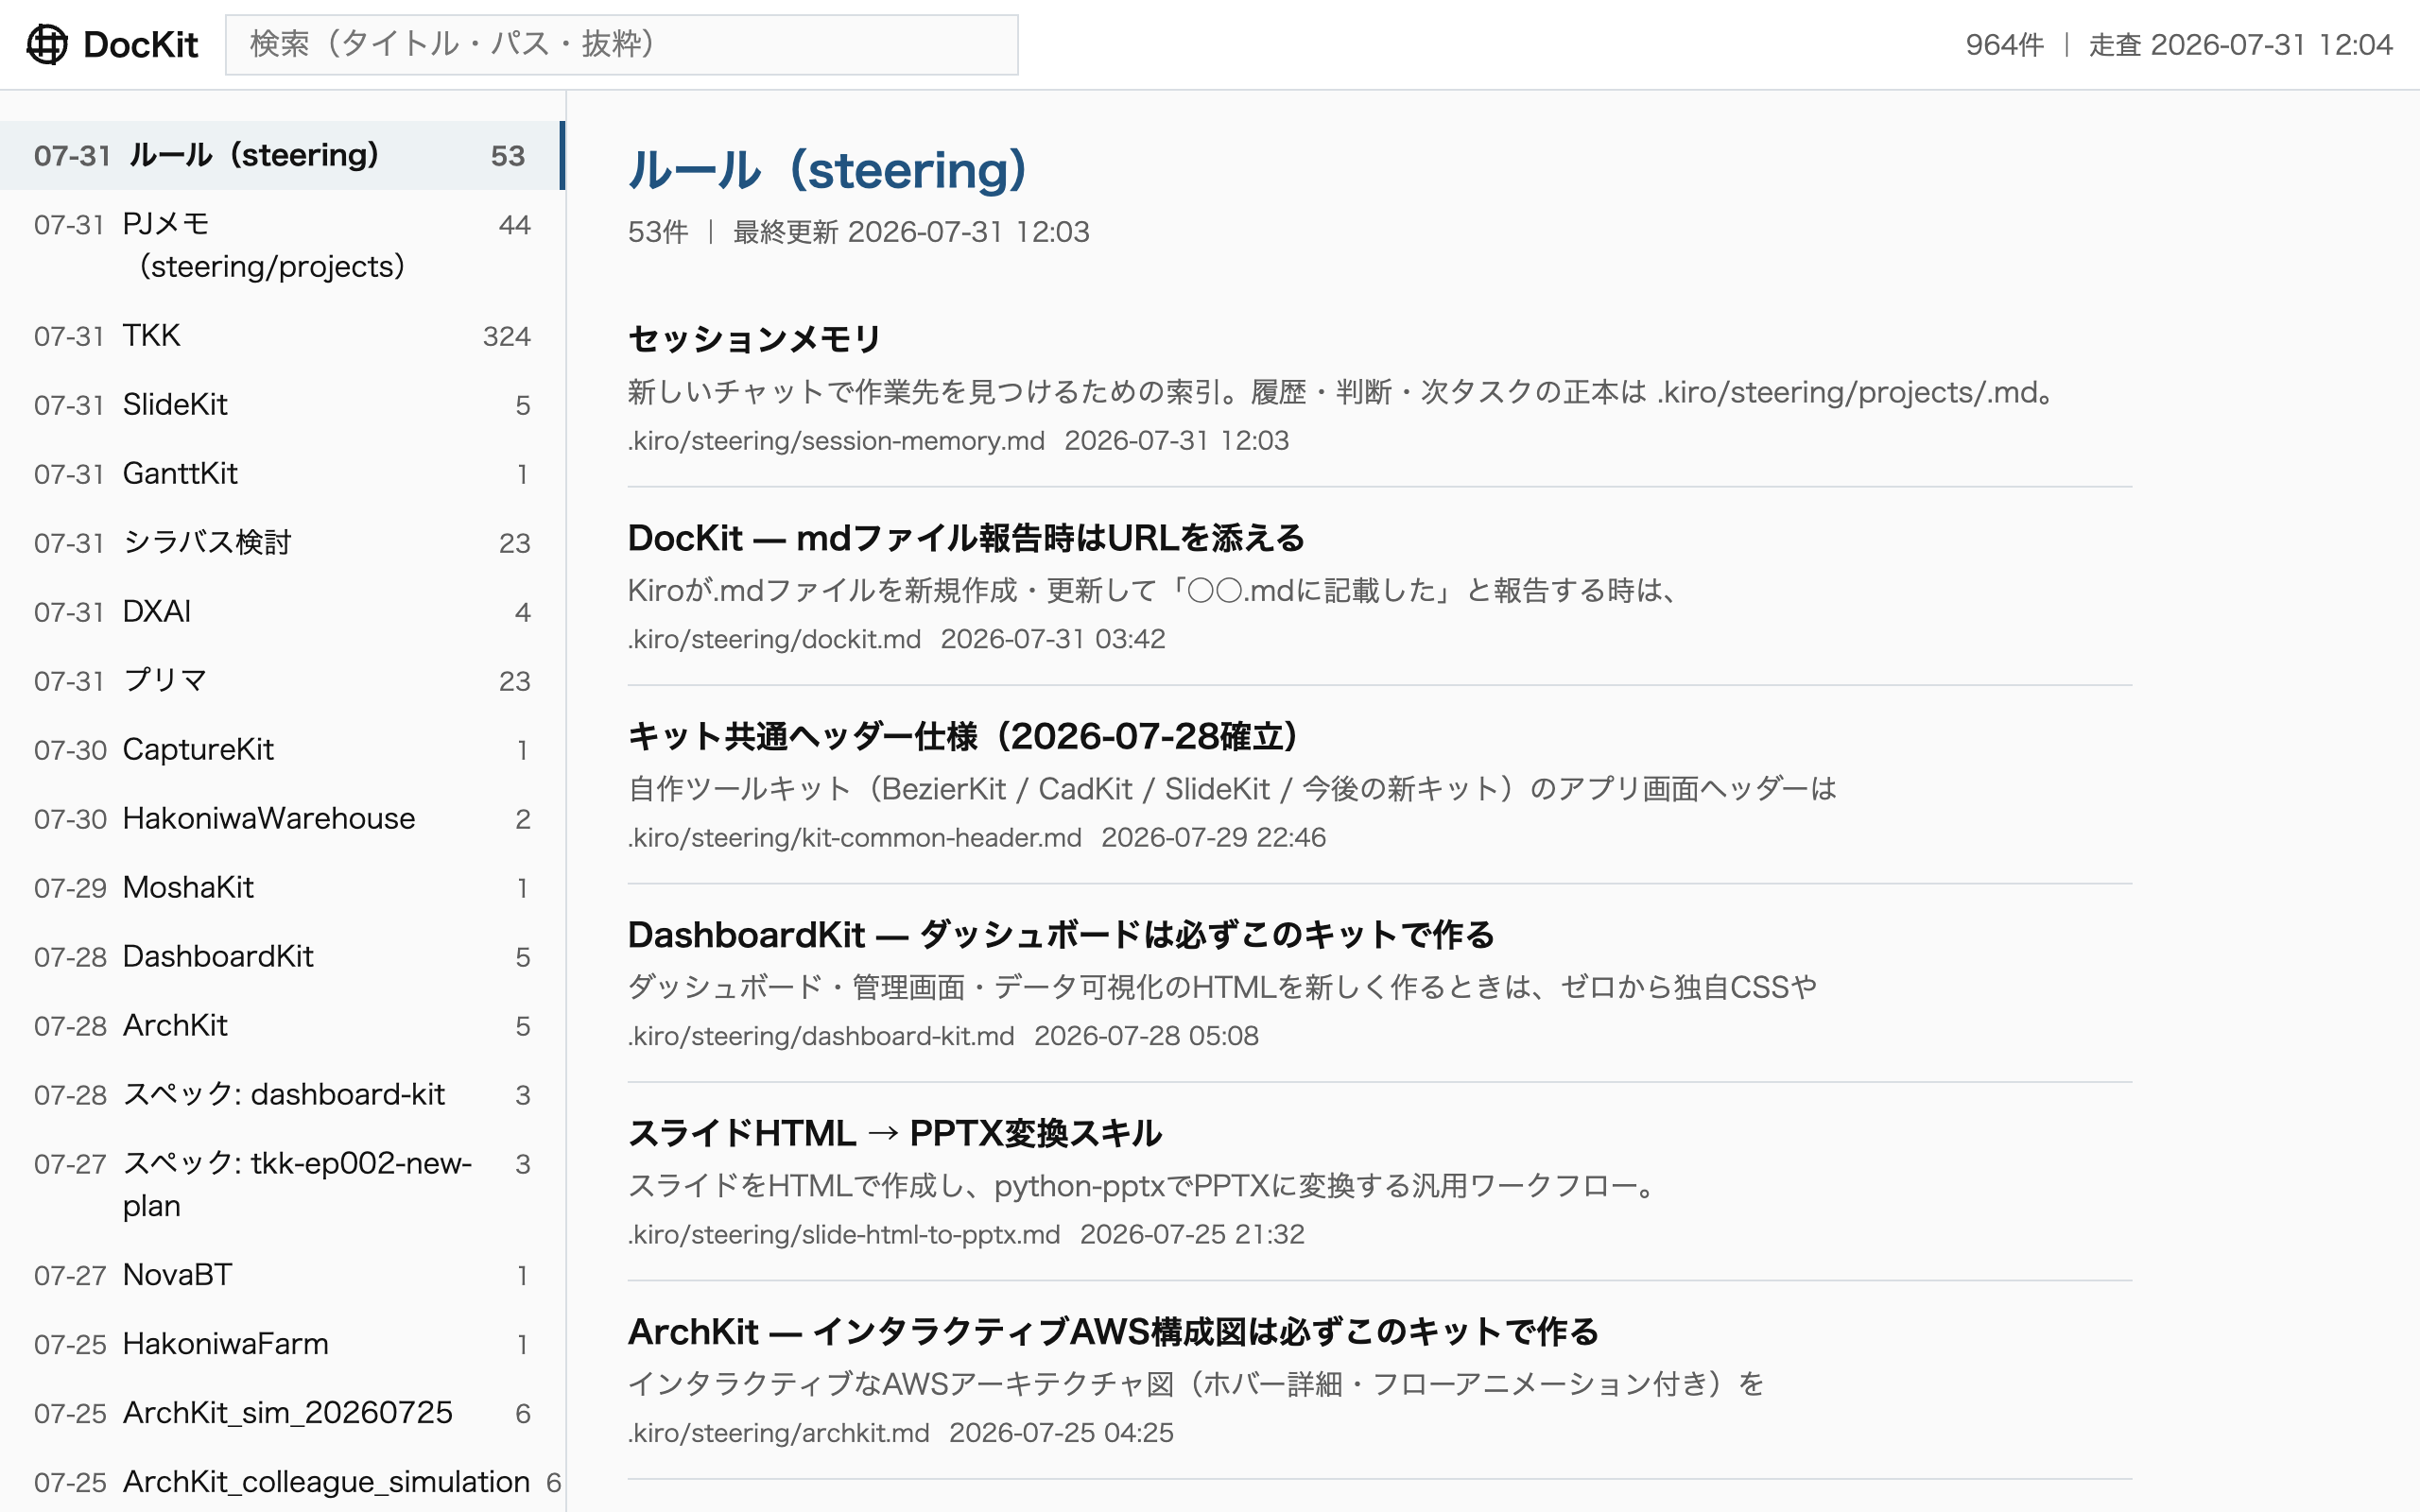 DocKit
検索（タイトル・パス・抜粋）
964件 ｜ 走査 2026-07-31 12:04
07-31 ルール（steering） 53
07-31 PJメモ 44
（steering/projects）
07-31 TKK 324
07-31 SlideKit 5
07-31 GanttKit 1
07-31 シラバス検討 23
07-31 DXAI 4
07-31 プリマ 23
07-30 CaptureKit 1
07-30 HakoniwaWarehouse 2
07-29 MoshaKit 1
07-28 DashboardKit 5
07-28 ArchKit 5
07-28 スペック: dashboard-kit 3
07-27 スペック: tkk-ep002-new- 3
plan
07-27 NovaBT 1
07-25 HakoniwaFarm 1
07-25 ArchKit_sim_20260725 6
07-25 ArchKit_colleague_simulation 6
ルール（steering）
53件 ｜ 最終更新 2026-07-31 12:03
セッションメモリ
新しいチャットで作業先を見つけるための索引。履歴・判断・次タスクの正本は .kiro/steering/projects/.md。
.kiro/steering/session-memory.md 2026-07-31 12:03
DocKit — mdファイル報告時はURLを添える
Kiroが.mdファイルを新規作成・更新して「○○.mdに記載した」と報告する時は、
.kiro/steering/dockit.md 2026-07-31 03:42
キット共通ヘッダー仕様（2026-07-28確立）
自作ツールキット（BezierKit / CadKit / SlideKit / 今後の新キット）のアプリ画面ヘッダーは
.kiro/steering/kit-common-header.md 2026-07-29 22:46
DashboardKit — ダッシュボードは必ずこのキットで作る
ダッシュボード・管理画面・データ可視化のHTMLを新しく作るときは、ゼロから独自CSSや
.kiro/steering/dashboard-kit.md 2026-07-28 05:08
スライドHTML → PPTX変換スキル
スライドをHTMLで作成し、python-pptxでPPTXに変換する汎用ワークフロー。
.kiro/steering/slide-html-to-pptx.md 2026-07-25 21:32
ArchKit — インタラクティブAWS構成図は必ずこのキットで作る
インタラクティブなAWSアーキテクチャ図（ホバー詳細・フローアニメーション付き）を
.kiro/steering/archkit.md 2026-07-25 04:25